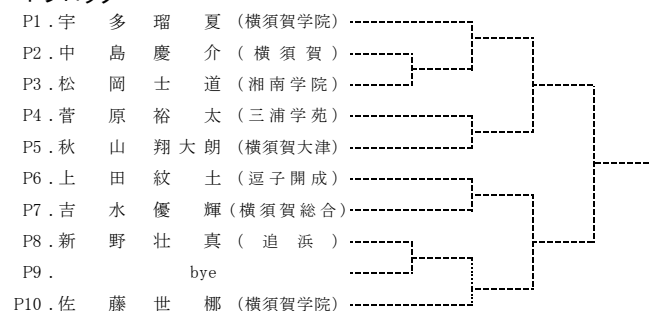 P1．宇多瑠夏（横須賀学院）
P2．中島慶介（横須賀）
P3．松岡士道（湘南学院）
P4．菅原裕太（三浦学苑）
P5．秋山翔大朗（横須賀大津）
P6．上田紋土（逗子開成）
P7．吉水優輝（横須賀総合）
P8．新野壮真（追浜）
P9．bye
P10．佐藤世梛（横須賀学院）